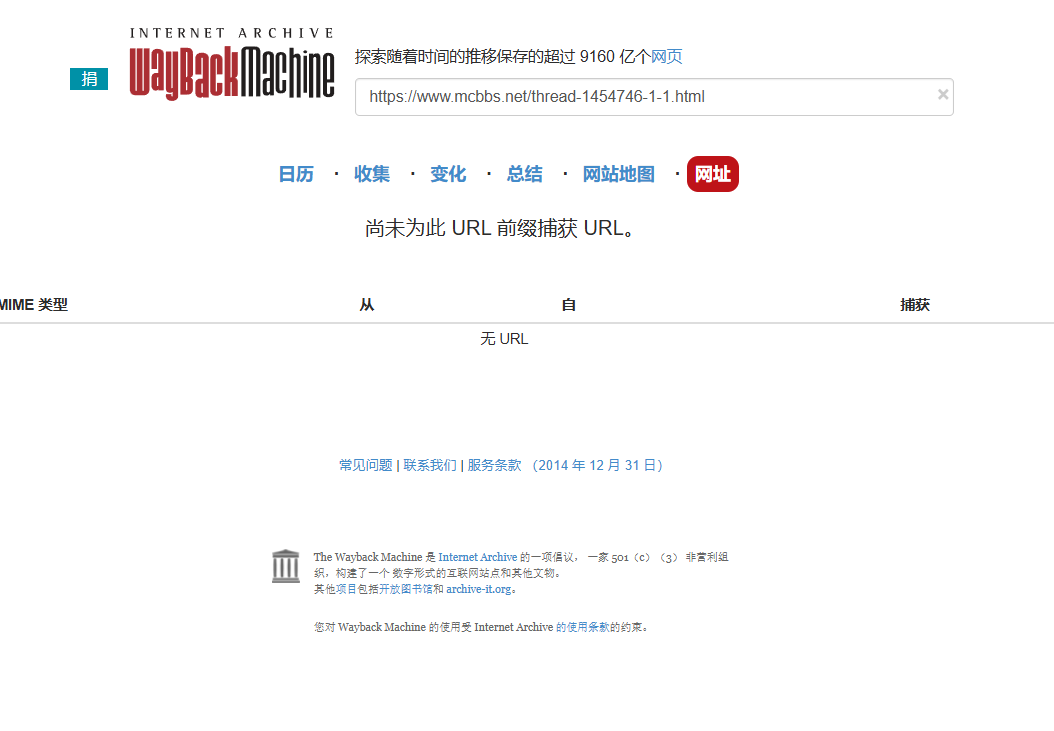 INTERNET ARCHIVE
捐
WayBackMachine
探索随着时间的推移保存的超过 9160 亿个网页
https://www.mcbbs.net/thread-1454746-1-1.html
日历 · 收集 · 变化 · 总结 · 网站地图 · 网址
尚未为此 URL 前缀捕获 URL。
MIME 类型 从 自 捕获
无 URL
常见问题 | 联系我们 | 服务条款 （2014 年 12 月 31 日）
The Wayback Machine 是 Internet Archive 的一项倡议， 一家 501（c）（3） 非营利组
织，构建了一个 数字形式的互联网站点和其他文物。
其他项目包括开放图书馆和 archive-it.org。
您对 Wayback Machine 的使用受 Internet Archive 的使用条款的约束。